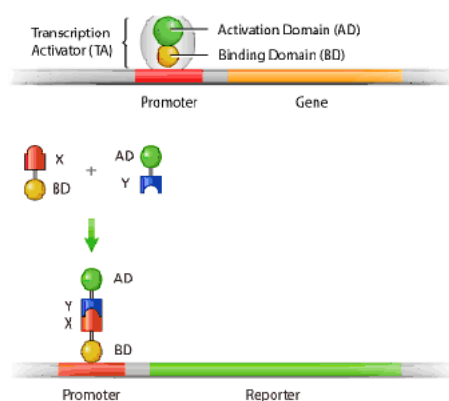 Transcription
Activator (TA)
Activation Domain (AD)
Binding Domain (BD)
Promoter
Gene
X
BD
+
AD
Y
AD
Y
X
BD
Promoter
Reporter